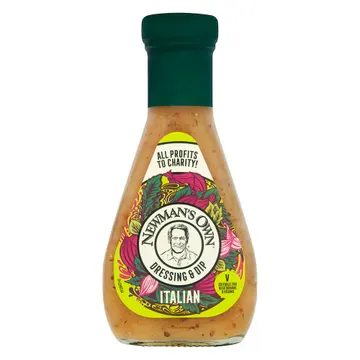 ALL PROFITS
TO CHARITY!
NEWMAN'S OWN
DRESSING & DIP
ITALIAN
V